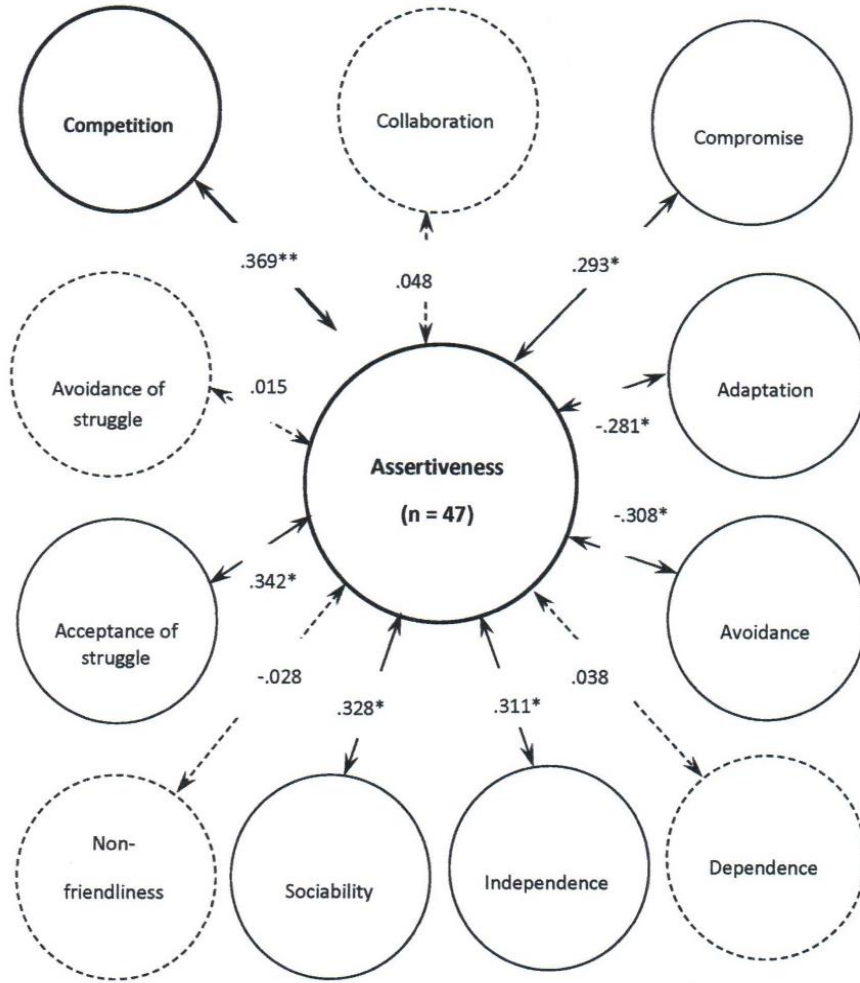 Competition
Collaboration
Compromise
.369**
.048
.293*
Avoidance of
struggle
.015
Adaptation
-.281*
Assertiveness
(n = 47)
-.308*
Acceptance of
struggle
.342*
Avoidance
-.028
.328*
.311*
.038
Non-
friendliness
Sociability
Independence
Dependence